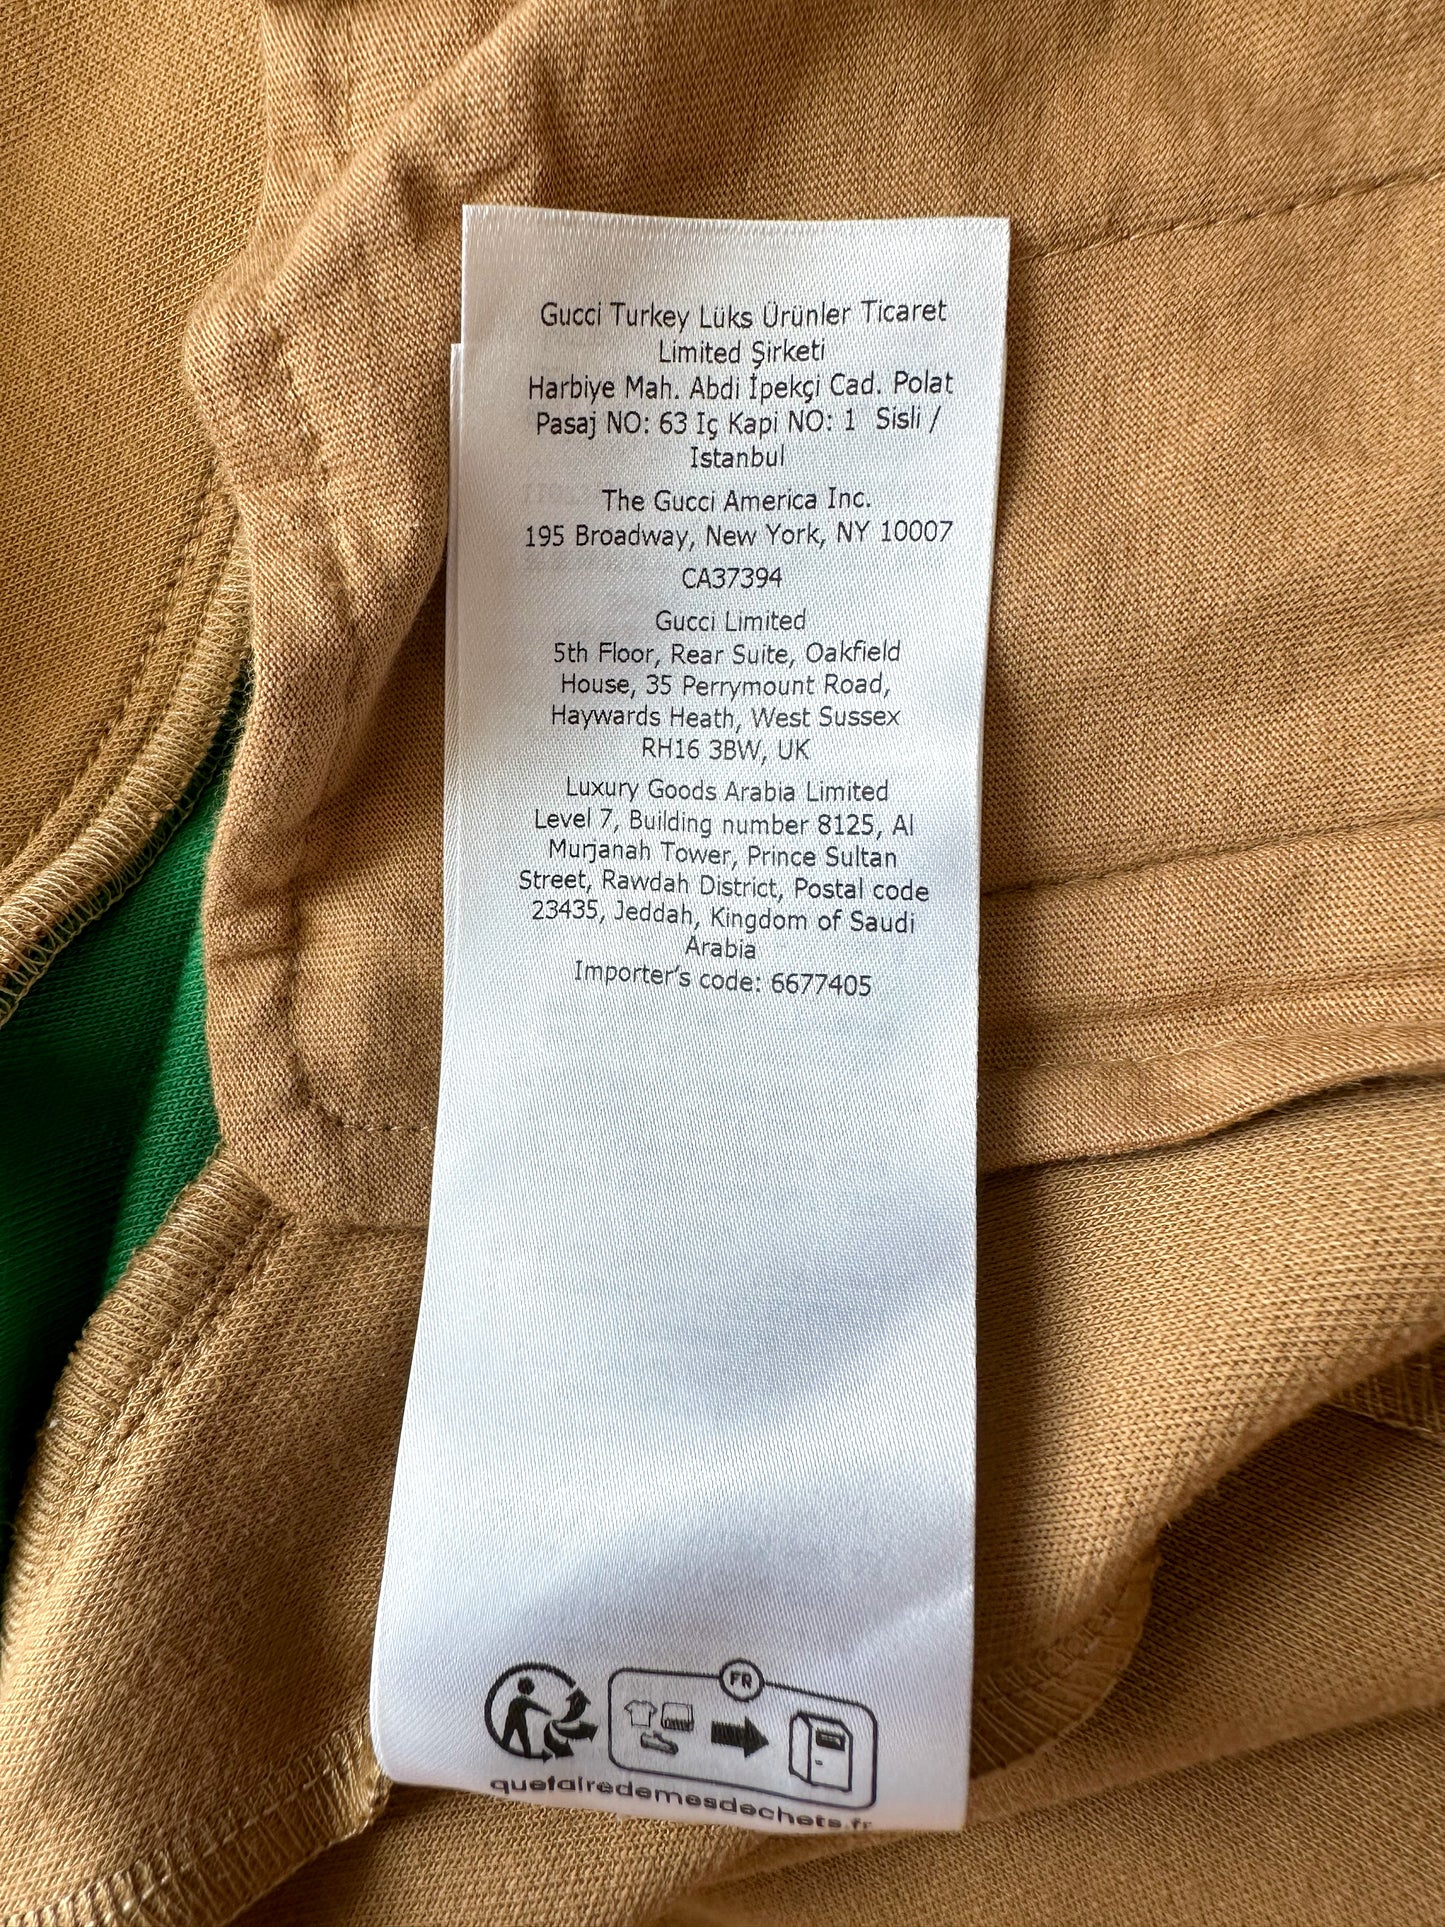 Gucci Turkey Lüks Ürünler Ticaret
Limited Şirketi
Harbiye Mah. Abdi İpekçi Cad. Polat
Pasaj NO: 63 Iç Kapi NO: 1 Sisli /
Istanbul
The Gucci America Inc.
195 Broadway, New York, NY 10007
CA37394
Gucci Limited
5th Floor, Rear Suite, Oakfield
House, 35 Perrymount Road,
Haywards Heath, West Sussex
RH16 3BW, UK
Luxury Goods Arabia Limited
Level 7, Building number 8125, Al
Murjanah Tower, Prince Sultan
Street, Rawdah District, Postal code
23435, Jeddah, Kingdom of Saudi
Arabia
Importer's code: 6677405
FR
quefairedemesdechets.fr